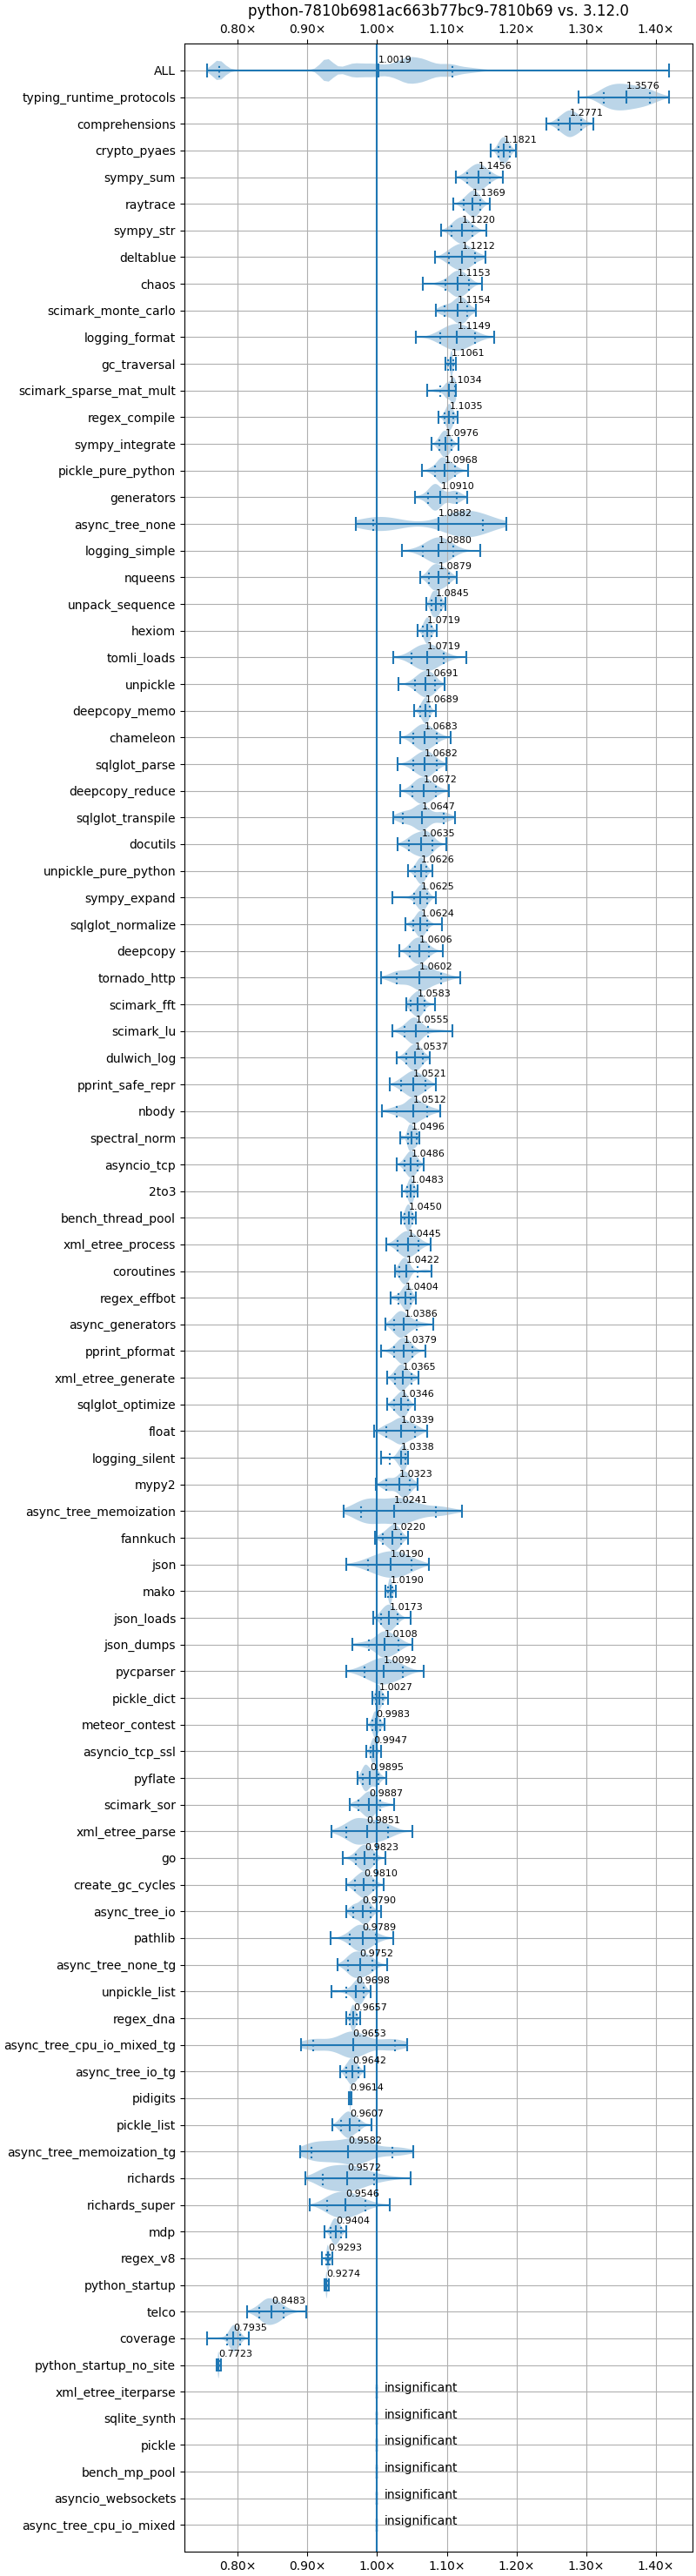 python-7810b6981ac663b77bc9-7810b69 vs. 3.12.0
0.80× 0.90× 1.00× 1.10× 1.20× 1.30× 1.40×
ALL 1.0019
typing_runtime_protocols 1.3576
comprehensions 1.2771
crypto_pyaes 1.1821
sympy_sum 1.1456
raytrace 1.1369
sympy_str 1.1220
deltablue 1.1212
chaos 1.1153
scimark_monte_carlo 1.1154
logging_format 1.1149
gc_traversal 1.1061
scimark_sparse_mat_mult 1.1034
regex_compile 1.1035
sympy_integrate 1.0976
pickle_pure_python 1.0968
generators 1.0910
async_tree_none 1.0882
logging_simple 1.0880
nqueens 1.0879
unpack_sequence 1.0845
hexiom 1.0719
tomli_loads 1.0719
unpickle 1.0691
deepcopy_memo 1.0689
chameleon 1.0683
sqlglot_parse 1.0682
deepcopy_reduce 1.0672
sqlglot_transpile 1.0647
docutils 1.0635
unpickle_pure_python 1.0626
sympy_expand 1.0625
sqlglot_normalize 1.0624
deepcopy 1.0606
tornado_http 1.0602
scimark_fft 1.0583
scimark_lu 1.0555
dulwich_log 1.0537
pprint_safe_repr 1.0521
nbody 1.0512
spectral_norm 1.0496
asyncio_tcp 1.0486
2to3 1.0483
bench_thread_pool 1.0450
xml_etree_process 1.0445
coroutines 1.0422
regex_effbot 1.0404
async_generators 1.0386
pprint_pformat 1.0379
xml_etree_generate 1.0365
sqlglot_optimize 1.0346
float 1.0339
logging_silent 1.0338
mypy2 1.0323
async_tree_memoization 1.0241
fannkuch 1.0220
json 1.0190
mako 1.0190
json_loads 1.0173
json_dumps 1.0108
pycparser 1.0092
pickle_dict 1.0027
meteor_contest 0.9983
asyncio_tcp_ssl 0.9947
pyflate 0.9895
scimark_sor 0.9887
xml_etree_parse 0.9851
go 0.9823
create_gc_cycles 0.9810
async_tree_io 0.9790
pathlib 0.9789
async_tree_none_tg 0.9752
unpickle_list 0.9698
regex_dna 0.9657
async_tree_cpu_io_mixed_tg 0.9653
async_tree_io_tg 0.9642
pidigits 0.9614
pickle_list 0.9607
async_tree_memoization_tg 0.9582
richards 0.9572
richards_super 0.9546
mdp 0.9404
regex_v8 0.9293
python_startup 0.9274
telco 0.8483
coverage 0.7935
python_startup_no_site 0.7723
xml_etree_iterparse insignificant
sqlite_synth insignificant
pickle insignificant
bench_mp_pool insignificant
asyncio_websockets insignificant
async_tree_cpu_io_mixed insignificant
0.80× 0.90× 1.00× 1.10× 1.20× 1.30× 1.40×